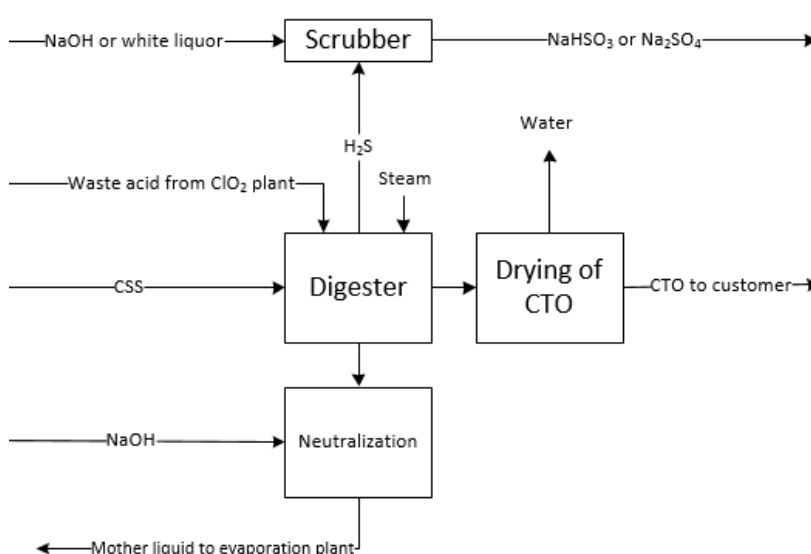 NaOH or white liquor
Scrubber
NaHSO₃ or Na₂SO₄
Water
H₂S
Waste acid from ClO₂ plant
Steam
CSS
Digester
Drying of
CTO
CTO to customer
NaOH
Neutralization
Mother liquid to evaporation plant